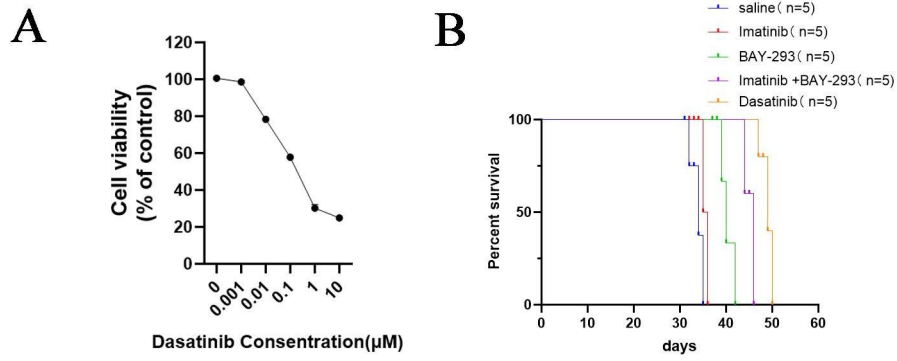 A
120
100
80
60
40
20
0
Cell viability
(% of control)
0
0.001
0.01
0.1
1
10
Dasatinib Consentration(μM)
B
saline( n=5)
Imatinib( n=5)
BAY-293( n=5)
Imatinib +BAY-293( n=5)
Dasatinib( n=5)
100
50
0
Percent survival
0 10 20 30 40 50 60
days